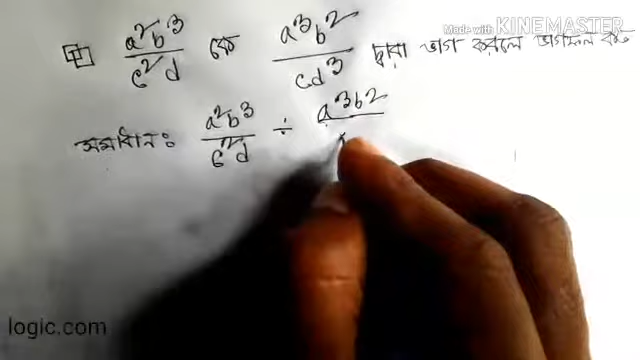 Made with KINEMASTER
a²b³/c²d কে a³b²/cd³ দ্বারা ভাগ করলে ভাগফল কত
সমাধানঃ a²b³/c²d ÷ a³b²/
logic.com